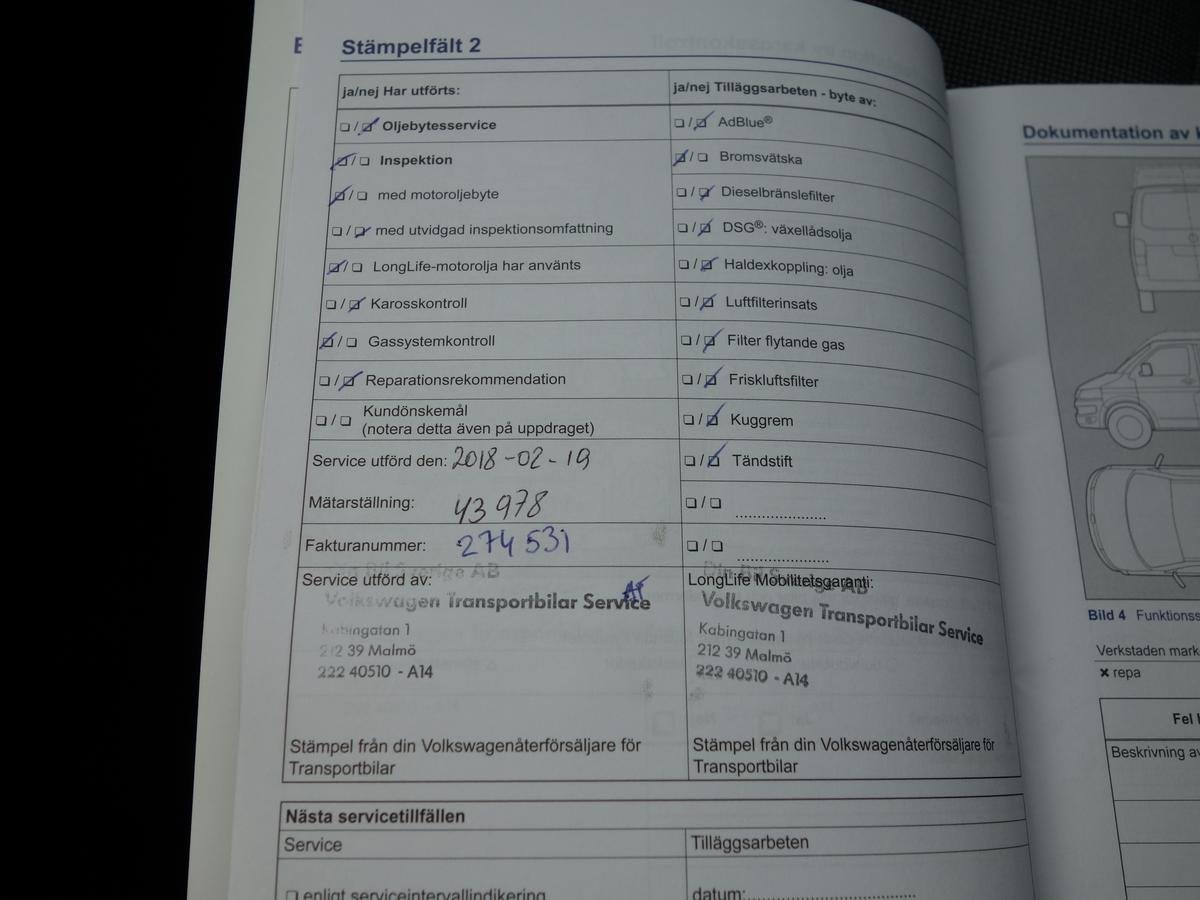 Stämpelfält 2
ja/nej Har utförts:
❏ / ❏ Oljebytesservice
❏ / ❏ Inspektion
❏ / ❏ med motoroljebyte
❏ / ❏ med utvidgad inspektionsomfattning
❏ / ❏ LongLife-motorolja har använts
❏ / ❏ Karosskontroll
❏ / ❏ Gassystemkontroll
❏ / ❏ Reparationsrekommendation
❏ / ❏ Kundönskemål
(notera detta även på uppdraget)
Service utförd den: 2018-02-19
Mätarställning: 43978
Fakturanummer: 274531
Service utförd av:
Sverige AB
Volkswagen Transportbilar Service
Kabingatan 1
212 39 Malmö
222 40510 - A14
Stämpel från din Volkswagenåterförsäljare för
Transportbilar
ja/nej Tilläggsarbeten - byte av:
❏ / ❏ AdBlue®
❏ / ❏ Bromsvätska
❏ / ❏ Dieselbränslefilter
❏ / ❏ DSG®: växellådsolja
❏ / ❏ Haldexkoppling: olja
❏ / ❏ Luftfilterinsats
❏ / ❏ Filter flytande gas
❏ / ❏ Friskluftsfilter
❏ / ❏ Kuggrem
❏ / ❏ Tändstift
❏ / ❏ ......................
❏ / ❏ ......................
LongLife Mobilitetsgaranti:
Volkswagen Transportbilar Service
Kabingatan 1
212 39 Malmö
222 40510 - A14
Stämpel från din Volkswagenåterförsäljare för
Transportbilar
Nästa servicetillfällen
Service
Tilläggsarbeten
❏ enligt serviceintervallindikering
datum:
Dokumentation av
Bild 4 Funktionss
Verkstaden mark
× repa
Fel
Beskrivning av